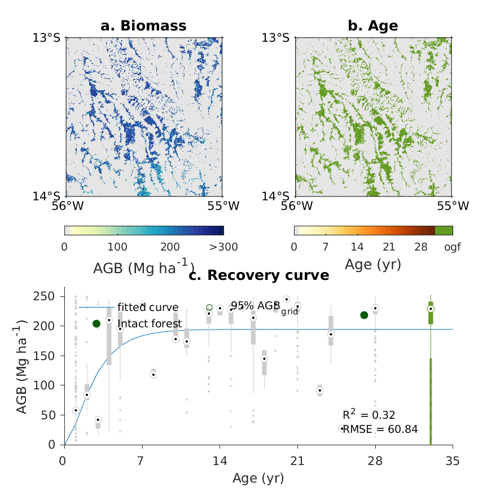 a. Biomass
b. Age
13°S
13°S
14°S
14°S
56°W
55°W
56°W
55°W
0
100
200
>300
0
7
14
21
28
ogf
AGB (Mg ha⁻¹)
Age (yr)
c. Recovery curve
fitted curve
95% AGBgrid
Intact forest
AGB (Mg ha⁻¹)
250
200
150
100
50
0
R² = 0.32
RMSE = 60.84
0
7
14
21
28
35
Age (yr)